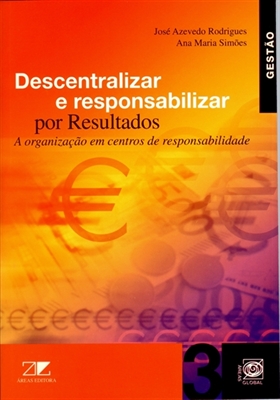 José Azevedo Rodrigues
Ana Maria Simões
GESTÃO
Descentralizar
e responsabilizar
por Resultados
A organização em centros de responsabilidade
ÁREAS EDITORA
3
GLOBAL